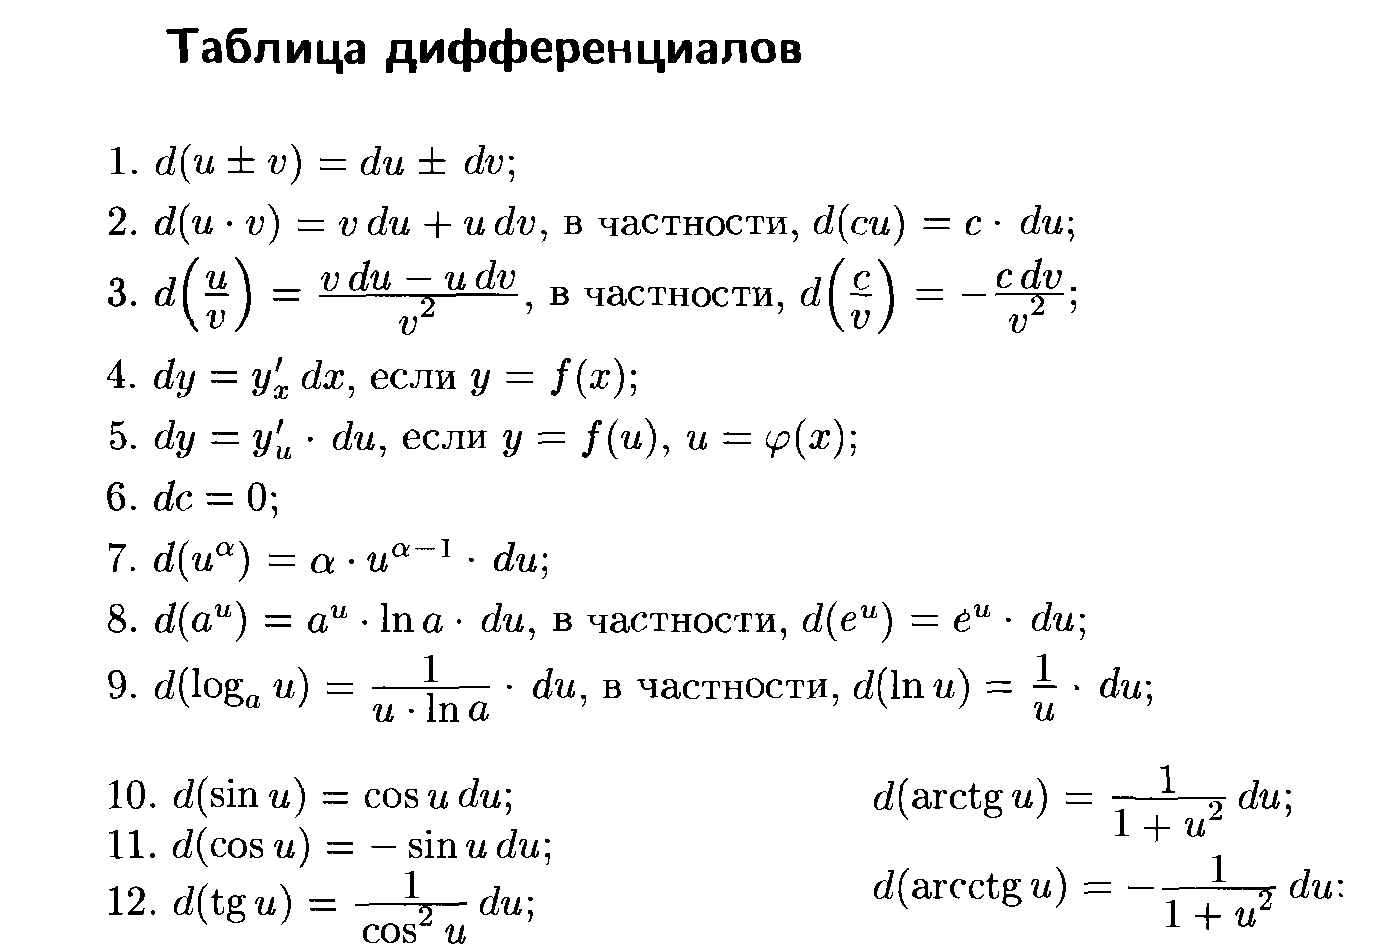 Таблица дифференциалов
1. d(u ± v) = du ± dv;
2. d(u · v) = v du + u dv, в частности, d(cu) = c · du;
3. d(u/v) = (v du − u dv)/v², в частности, d(c/v) = −(c dv)/v²;
4. dy = y′ₓ dx, если y = f(x);
5. dy = y′ᵤ · du, если y = f(u), u = φ(x);
6. dc = 0;
7. d(u^α) = α · u^(α−1) · du;
8. d(a^u) = a^u · ln a · du, в частности, d(e^u) = e^u · du;
9. d(logₐ u) = 1/(u · ln a) · du, в частности, d(ln u) = 1/u · du;
10. d(sin u) = cos u du;
11. d(cos u) = − sin u du;
12. d(tg u) = 1/(cos² u) du;
d(arctg u) = 1/(1 + u²) du;
d(arcctg u) = −1/(1 + u²) du: